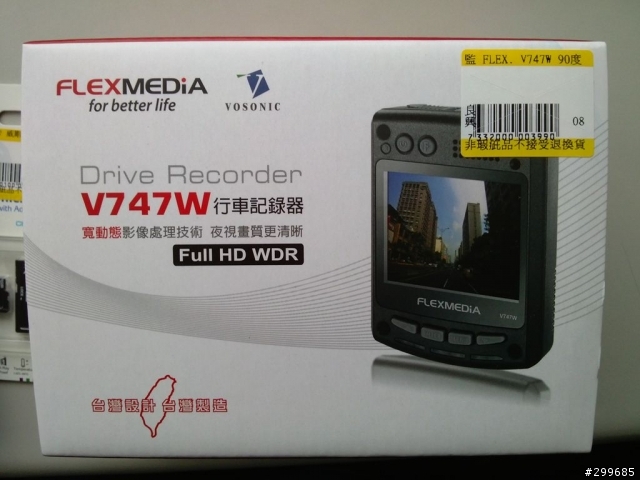 FLEXMEDiA
for better life
VOSONIC
監 FLEX. V747W 90度
良興
08
7332000003990
非瑕疵品不接受退換貨
Drive Recorder
V747W 行車記錄器
寬動態影像處理技術 夜視畫質更清晰
Full HD WDR
FLEXMEDiA
V747W
台灣設計 台灣製造
#299685